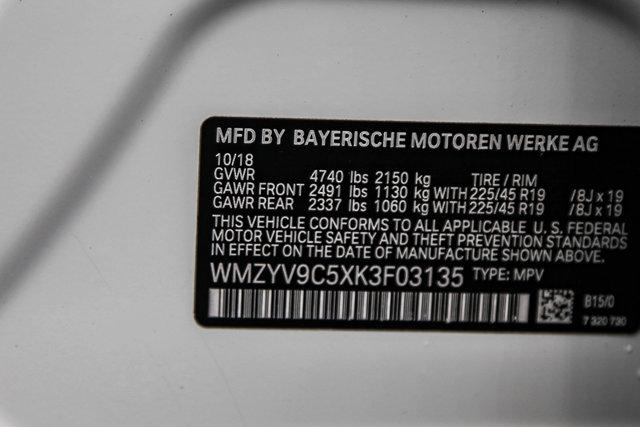 MFD BY BAYERISCHE MOTOREN WERKE AG
10/18
GVWR 4740 lbs 2150 kg TIRE / RIM
GAWR FRONT 2491 lbs 1130 kg WITH 225/45 R19 /8J x 19
GAWR REAR 2337 lbs 1060 kg WITH 225/45 R19 /8J x 19
THIS VEHICLE CONFORMS TO ALL APPLICABLE U. S. FEDERAL
MOTOR VEHICLE SAFETY AND THEFT PREVENTION STANDARDS
IN EFFECT ON THE DATE OF MANUFACTURE SHOWN ABOVE.
WMZYV9C5XK3F03135 TYPE: MPV
B15/0
7 320 730